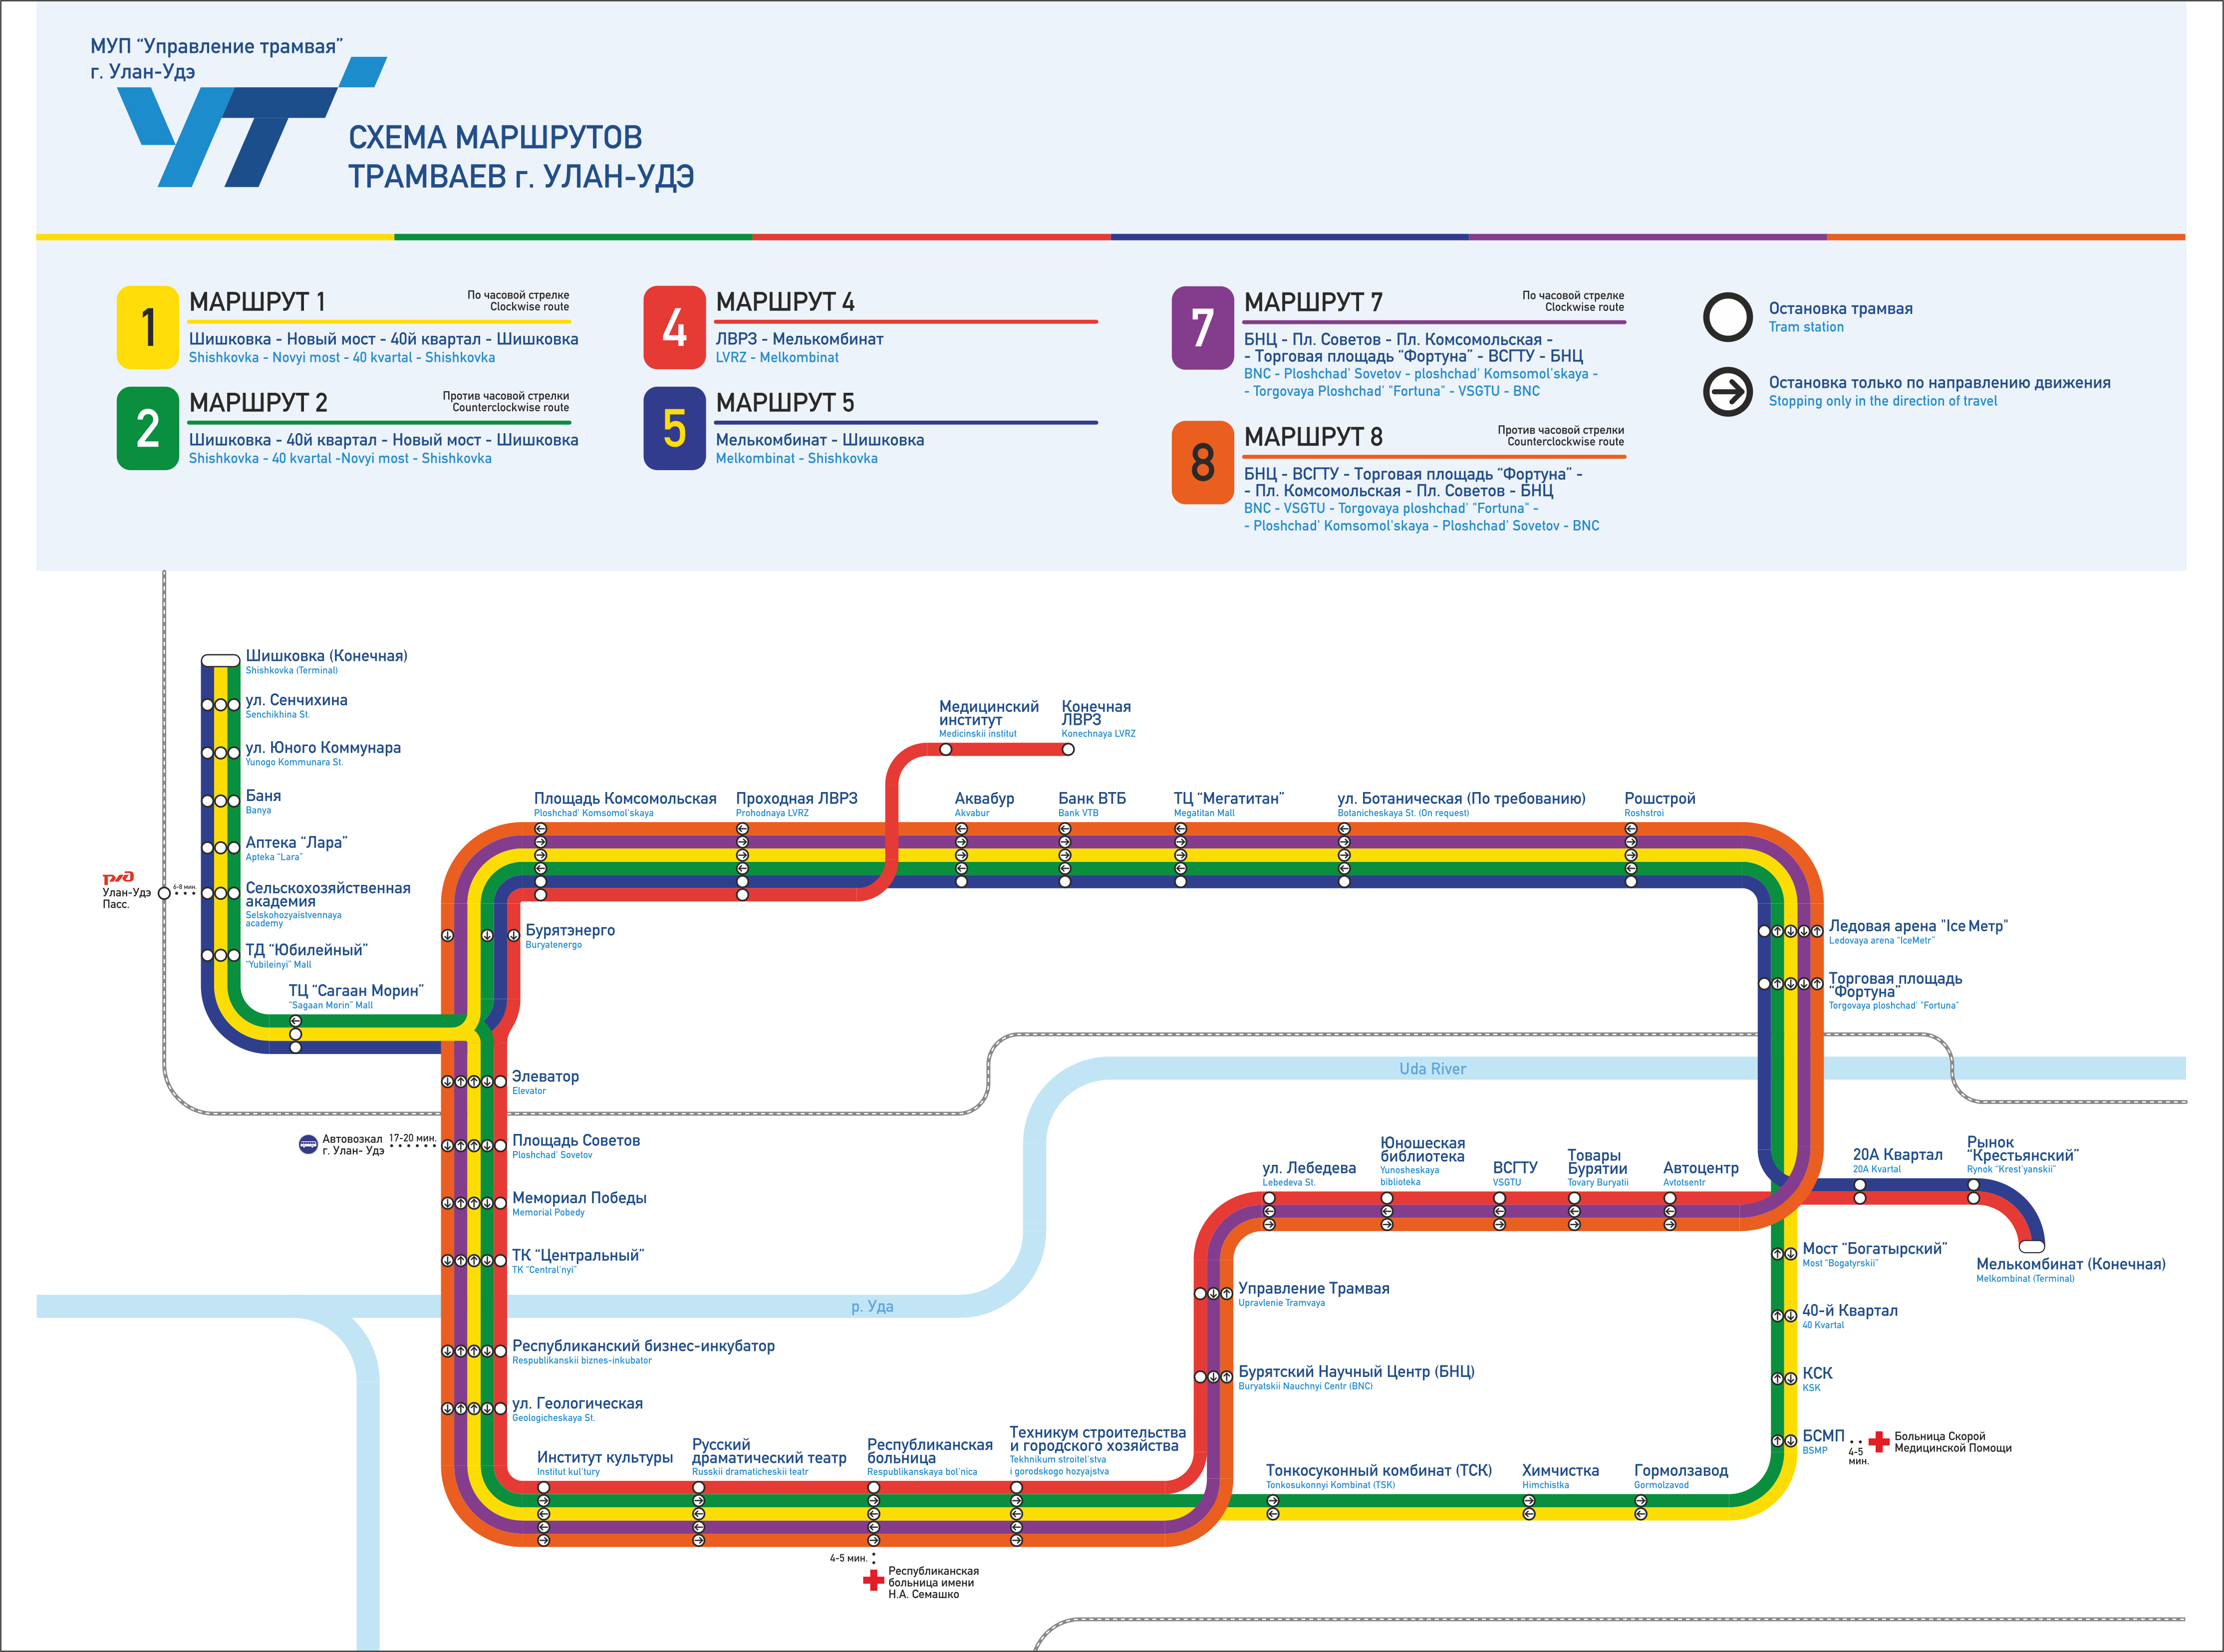 МУП “Управление трамвая”
г. Улан-Удэ
УТ
СХЕМА МАРШРУТОВ
ТРАМВАЕВ г. УЛАН-УДЭ
1
МАРШРУТ 1
По часовой стрелке
Clockwise route
Шишковка - Новый мост - 40й квартал - Шишковка
Shishkovka - Novyi most - 40 kvartal - Shishkovka
2
МАРШРУТ 2
Против часовой стрелки
Counterclockwise route
Шишковка - 40й квартал - Новый мост - Шишковка
Shishkovka - 40 kvartal -Novyi most - Shishkovka
4
МАРШРУТ 4
ЛВРЗ - Мелькомбинат
LVRZ - Melkombinat
5
МАРШРУТ 5
Мелькомбинат - Шишковка
Melkombinat - Shishkovka
7
МАРШРУТ 7
По часовой стрелке
Clockwise route
БНЦ - Пл. Советов - Пл. Комсомольская -
- Торговая площадь “Фортуна” - ВСГТУ - БНЦ
BNC - Ploshchad' Sovetov - ploshchad' Komsomol'skaya -
- Torgovaya Ploshchad' "Fortuna" - VSGTU - BNC
8
МАРШРУТ 8
Против часовой стрелки
Counterclockwise route
БНЦ - ВСГТУ - Торговая площадь “Фортуна” -
- Пл. Комсомольская - Пл. Советов - БНЦ
BNC - VSGTU - Torgovaya ploshchad' "Fortuna" -
- Ploshchad' Komsomol'skaya - Ploshchad' Sovetov - BNC
Остановка трамвая
Tram station
Остановка только по направлению движения
Stopping only in the direction of travel
Шишковка (Конечная)
Shishkovka (Terminal)
ул. Сенчихина
Senchikhina St.
ул. Юного Коммунара
Yunogo Kommunara St.
Баня
Banya
Аптека “Лара”
Apteka “Lara”
ржд
Улан-Удэ
Пасс.
6-8 мин.
Сельскохозяйственная
академия
Selskohozyaistvennaya
academy
ТД “Юбилейный”
“Yubileinyi” Mall
ТЦ “Сагаан Морин”
“Sagaan Morin” Mall
Медицинский
институт
Medicinskii institut
Конечная
ЛВРЗ
Konechnaya LVRZ
Площадь Комсомольская
Ploshchad' Komsomol'skaya
Проходная ЛВРЗ
Prohodnaya LVRZ
Аквабур
Akvabur
Банк ВТБ
Bank VTB
ТЦ “Мегатитан”
Megatitan Mall
ул. Ботаническая (По требованию)
Botanicheskaya St. (On request)
Рошстрой
Roshstroi
Бурятэнерго
Buryatenergo
Ледовая арена "Ice Метр"
Ledovaya arena “IceMetr”
Торговая площадь
“Фортуна”
Torgovaya ploshchad' “Fortuna”
Uda River
Элеватор
Elevator
Автовозкал
г. Улан- Удэ
17-20 мин.
Площадь Советов
Ploshchad' Sovetov
Мемориал Победы
Memorial Pobedy
ТК “Центральный”
TK “Central'nyi”
р. Уда
Республиканский бизнес-инкубатор
Respublikanskii biznes-inkubator
ул. Геологическая
Geologicheskaya St.
ул. Лебедева
Lebedeva St.
Юношеская
библиотека
Yunosheskaya
biblioteka
ВСГТУ
VSGTU
Товары
Бурятии
Tovary Buryatii
Автоцентр
Avtotsentr
20А Квартал
20A Kvartal
Рынок
“Крестьянский”
Rynok “Krest'yanskii”
Мелькомбинат (Конечная)
Melkombinat (Terminal)
Мост “Богатырский”
Most “Bogatyrskii”
Управление Трамвая
Upravlenie Tramvaya
40-й Квартал
40 Kvartal
Бурятский Научный Центр (БНЦ)
Buryatskii Nauchnyi Centr (BNC)
КСК
KSK
БСМП
BSMP
4-5
мин.
Больница Скорой
Медицинской Помощи
Институт культуры
Institut kul'tury
Русский
драматический театр
Russkii dramaticheskii teatr
Республиканская
больница
Respublikanskaya bol'nica
Техникум строительства
и городского хозяйства
Tekhnikum stroitel'stva
i gorodskogo hozyajstva
Тонкосуконный комбинат (ТСК)
Tonkosukonnyi Kombinat (TSK)
Химчистка
Himchistka
Гормолзавод
Gormolzavod
4-5 мин.
Республиканская
больница имени
Н.А. Семашко